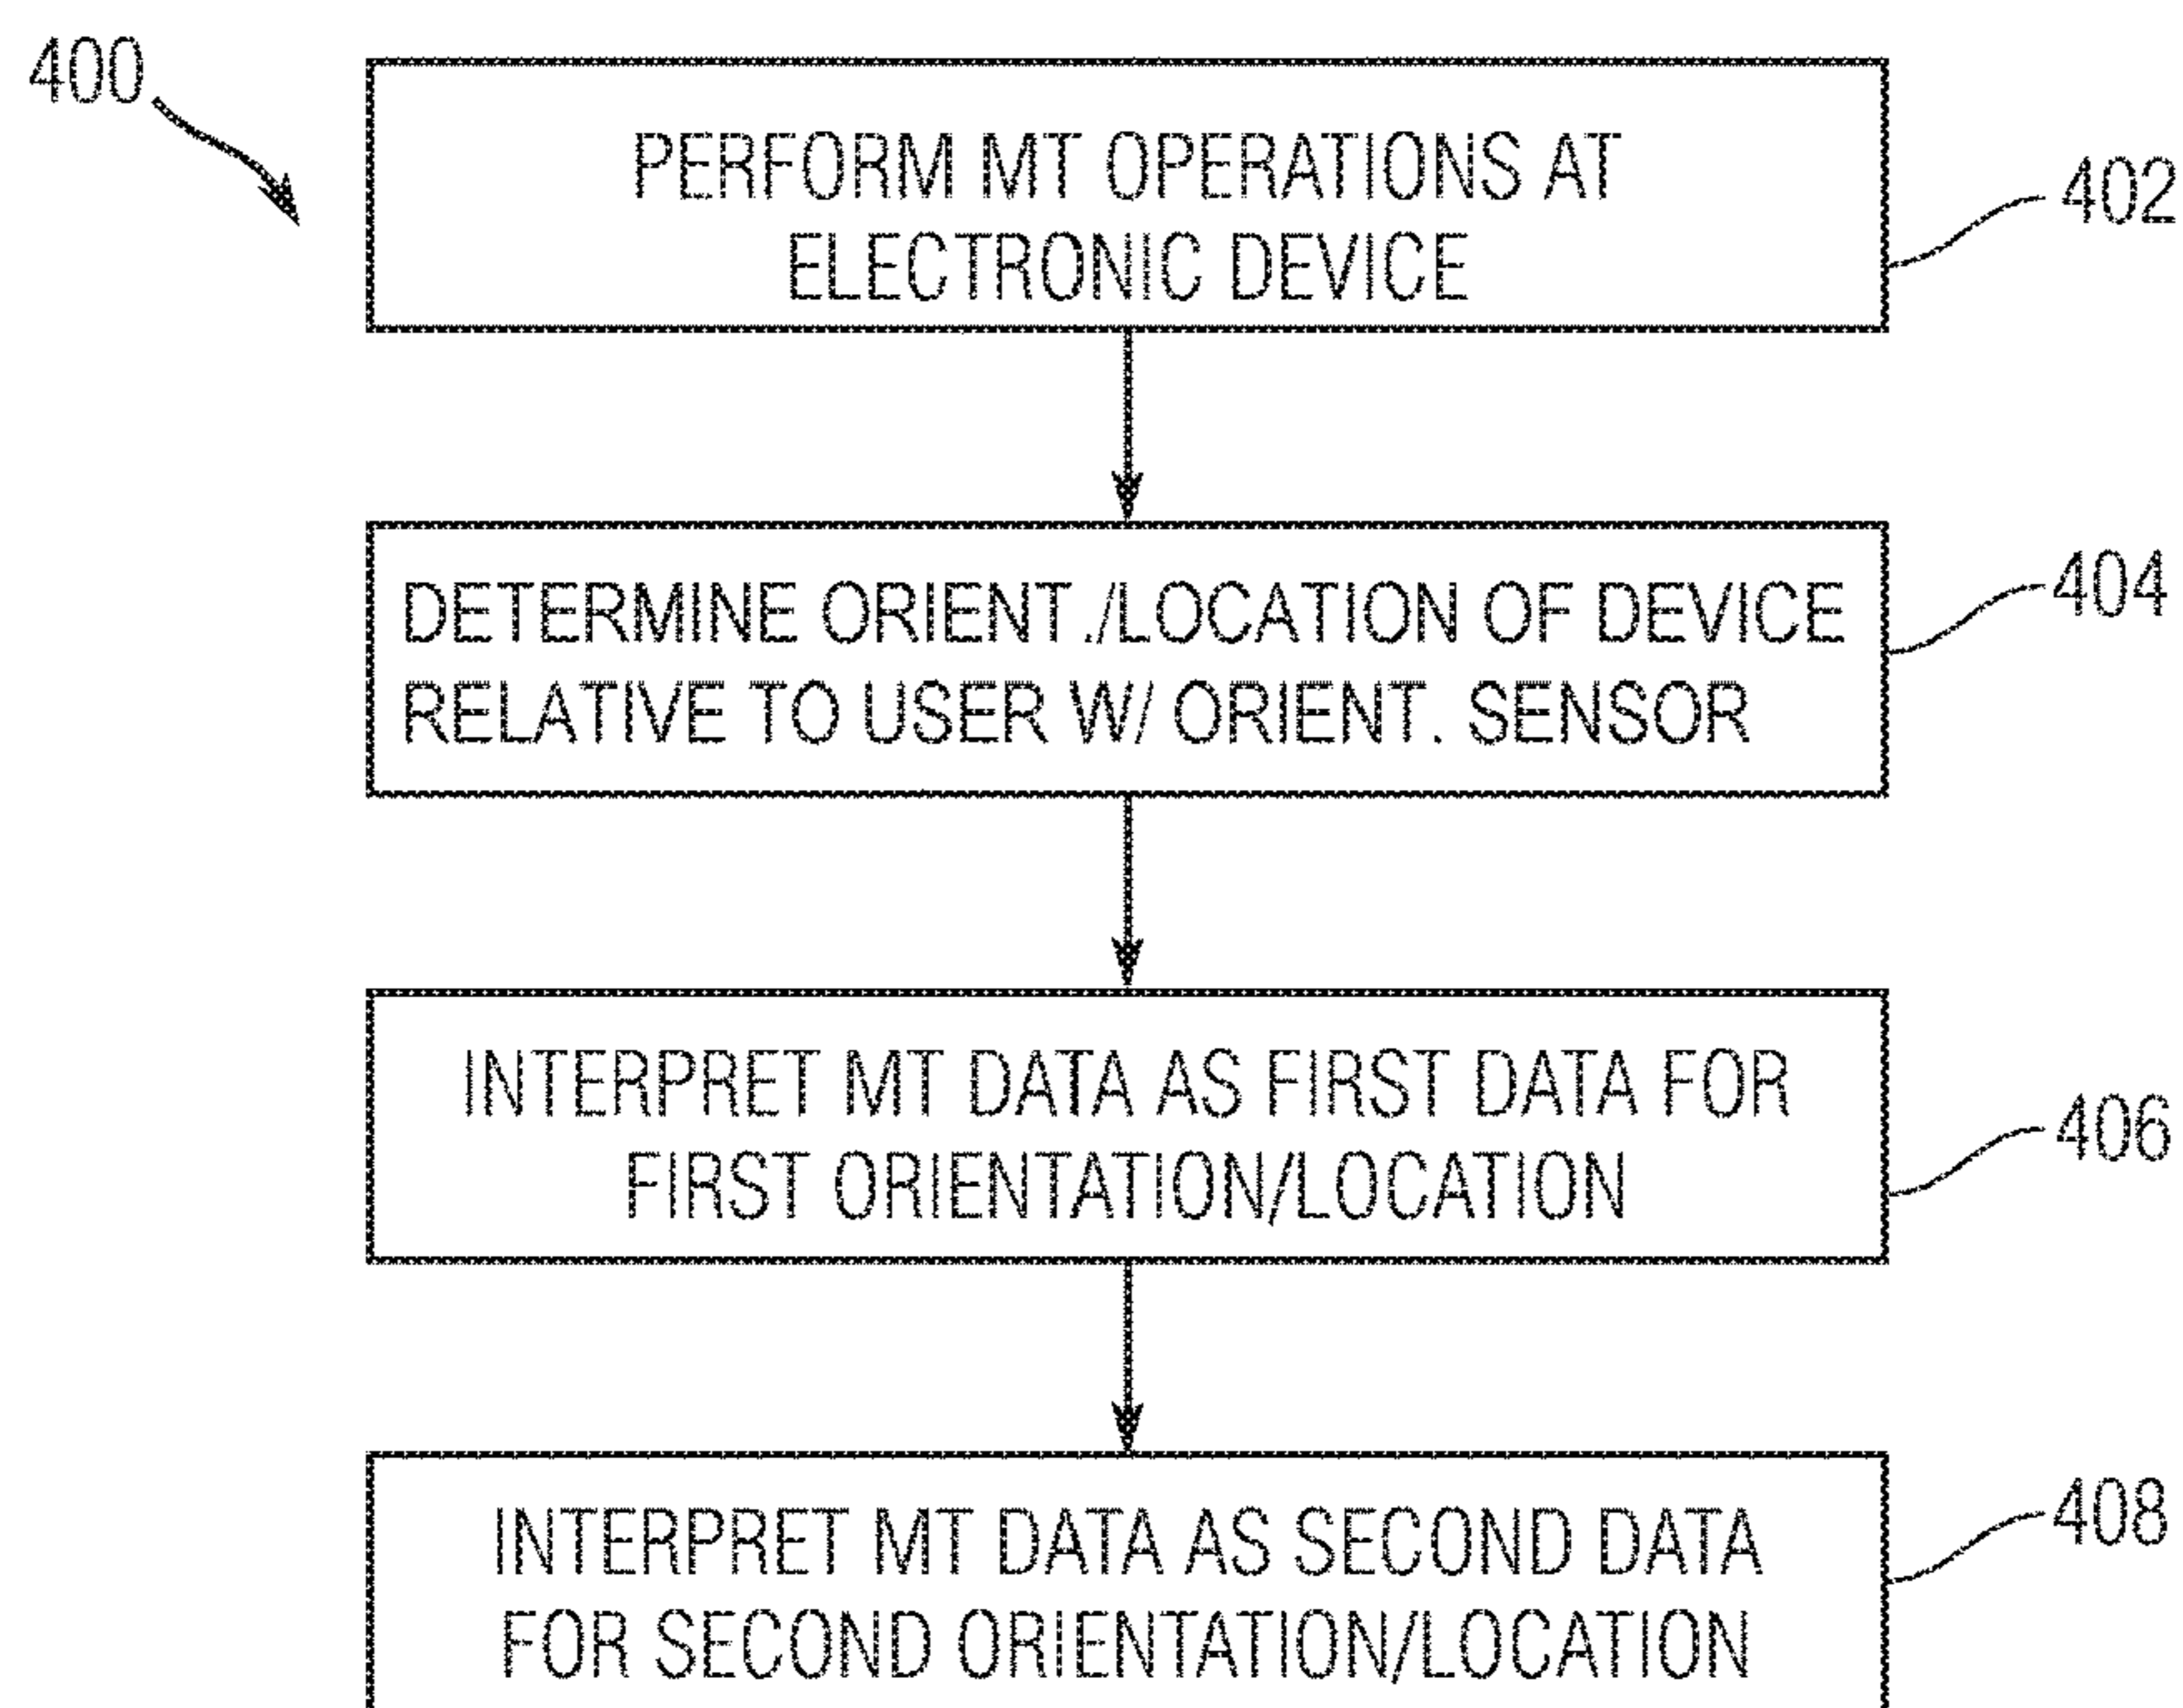 400
PERFORM MT OPERATIONS AT
ELECTRONIC DEVICE
402
DETERMINE ORIENT./LOCATION OF DEVICE
RELATIVE TO USER W/ ORIENT. SENSOR
404
INTERPRET MT DATA AS FIRST DATA FOR
FIRST ORIENTATION/LOCATION
406
INTERPRET MT DATA AS SECOND DATA
FOR SECOND ORIENTATION/LOCATION
408